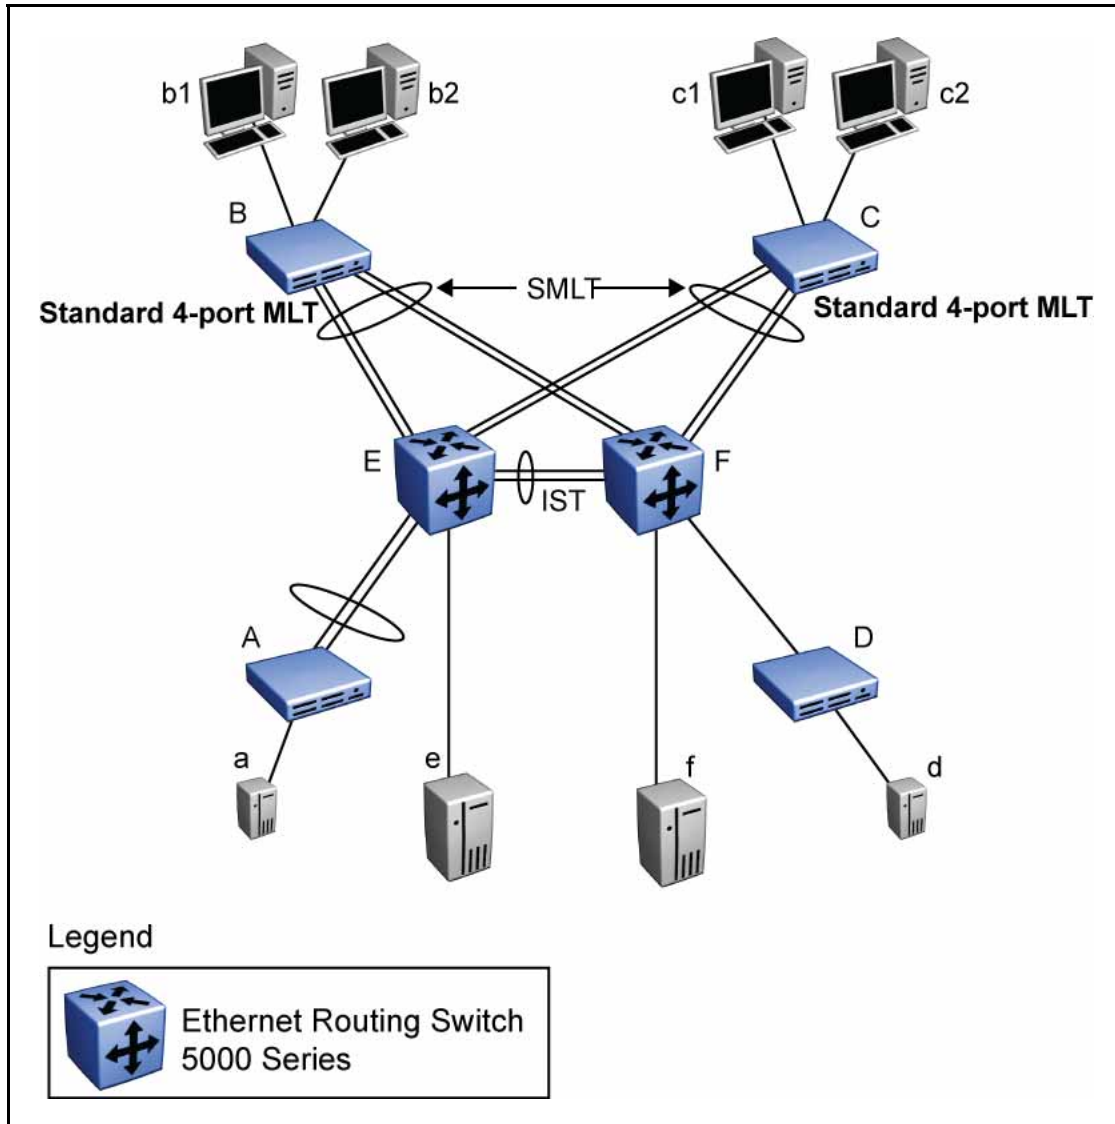 b1
b2
c1
c2
B
C
SMLT
Standard 4-port MLT
Standard 4-port MLT
E
F
IST
A
D
a
e
f
d
Legend
Ethernet Routing Switch
5000 Series